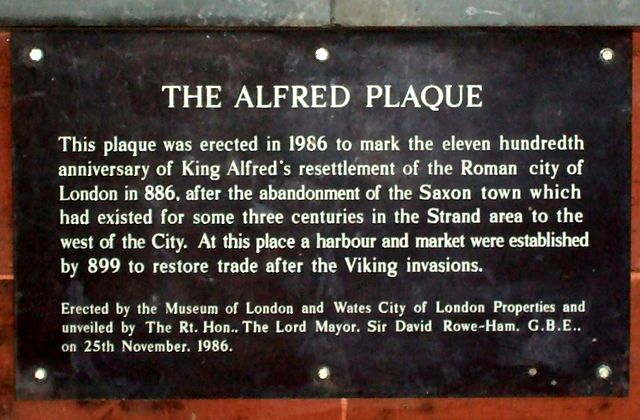 THE ALFRED PLAQUE
This plaque was erected in 1986 to mark the eleven hundredth
anniversary of King Alfred's resettlement of the Roman city of
London in 886, after the abandonment of the Saxon town which
had existed for some three centuries in the Strand area to the
west of the City. At this place a harbour and market were established
by 899 to restore trade after the Viking invasions.
Erected by the Museum of London and Wates City of London Properties and
unveiled by The Rt. Hon., The Lord Mayor, Sir David Rowe-Ham, G.B.E.,
on 25th November, 1986.